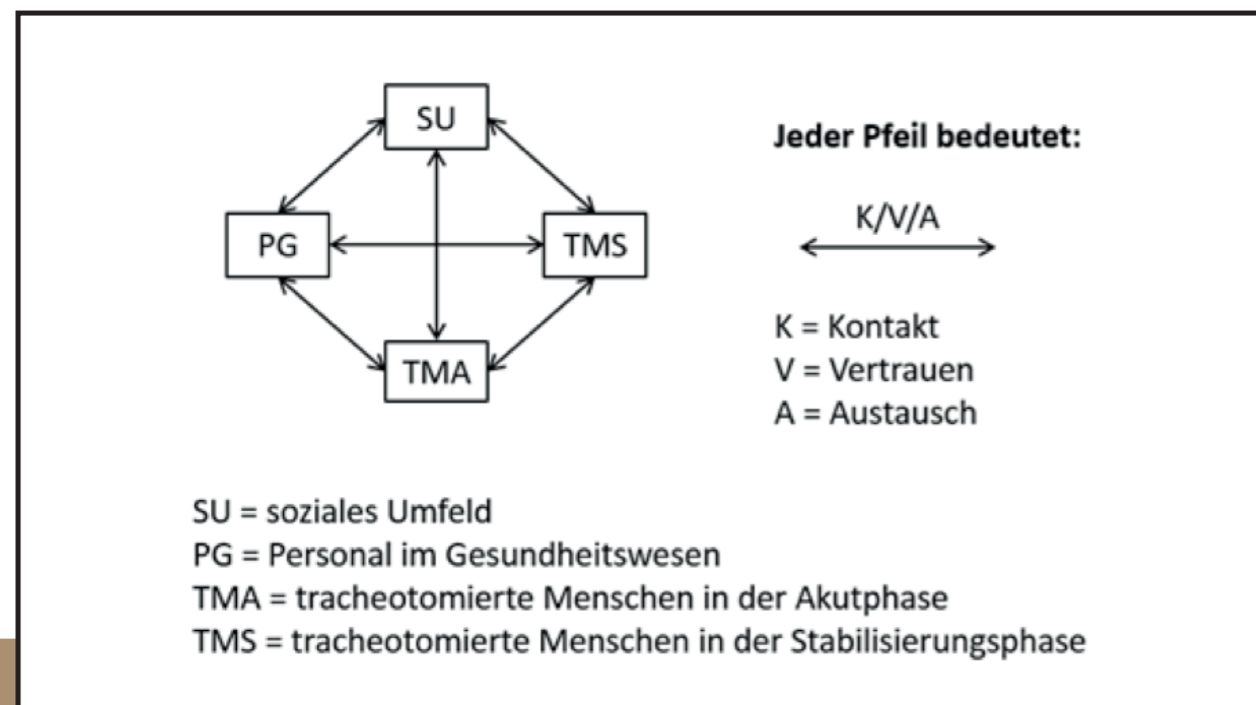 SU
PG
TMS
TMA
Jeder Pfeil bedeutet:
K/V/A
K = Kontakt
V = Vertrauen
A = Austausch
SU = soziales Umfeld
PG = Personal im Gesundheitswesen
TMA = tracheotomierte Menschen in der Akutphase
TMS = tracheotomierte Menschen in der Stabilisierungsphase